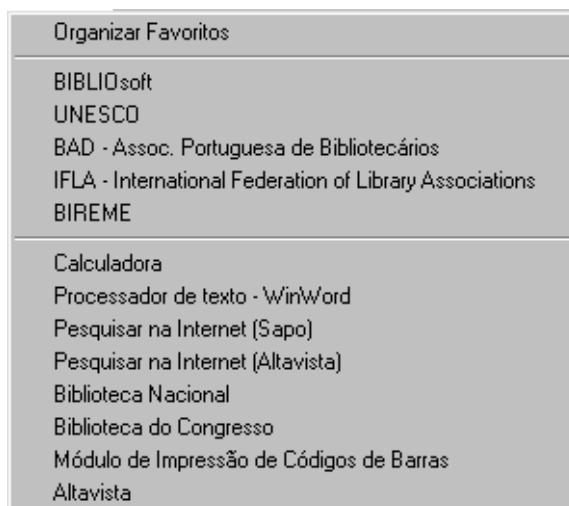 Organizar Favoritos
BIBLIOsoft
UNESCO
BAD - Assoc. Portuguesa de Bibliotecários
IFLA - International Federation of Library Associations
BIREME
Calculadora
Processador de texto - WinWord
Pesquisar na Internet (Sapo)
Pesquisar na Internet (Altavista)
Biblioteca Nacional
Biblioteca do Congresso
Módulo de Impressão de Códigos de Barras
Altavista